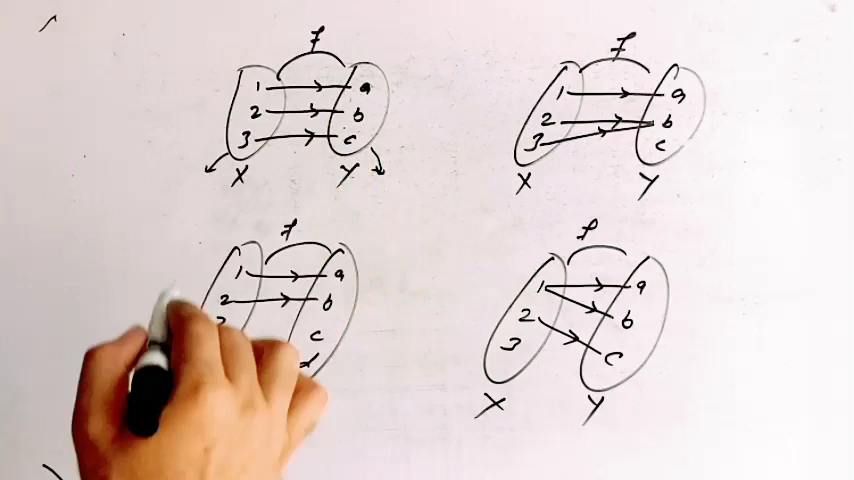 f f
1 a 1 a
2 b 2 b
3 c 3 c
X Y X Y
f f
1 a 1 a
2 b 2 b
c 3 c
d
X Y